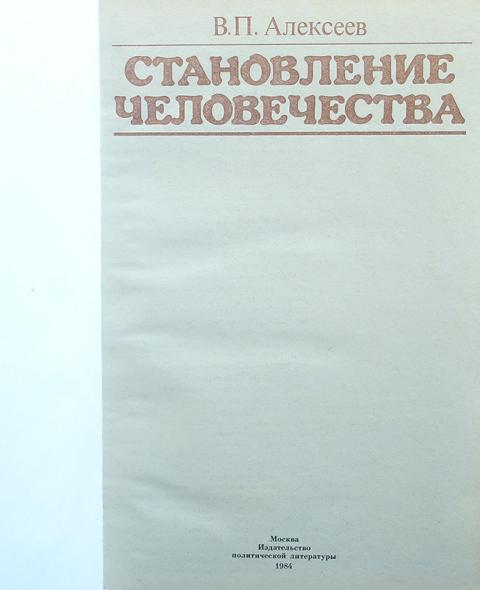 В.П. Алексеев
СТАНОВЛЕНИЕ
ЧЕЛОВЕЧЕСТВА
Москва
Издательство
политической литературы
1984